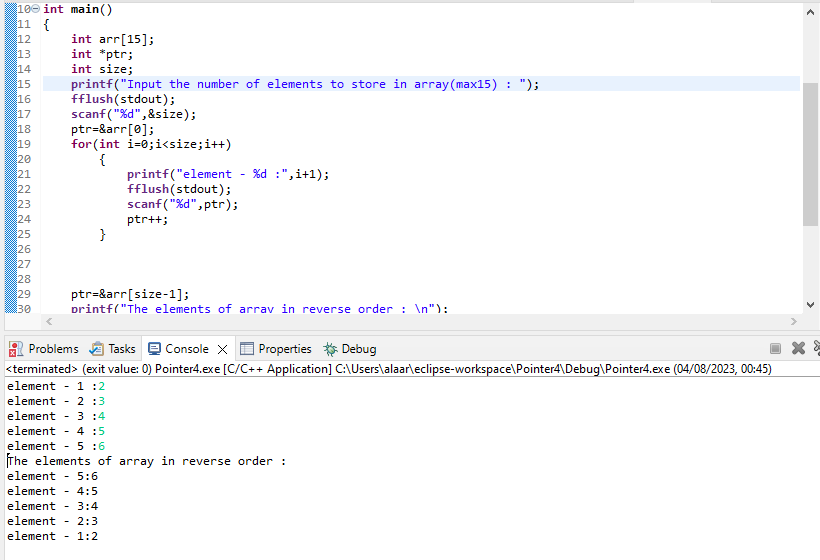 10 int main()
11 {
12     int arr[15];
13     int *ptr;
14     int size;
15     printf("Input the number of elements to store in array(max15) : ");
16     fflush(stdout);
17     scanf("%d",&size);
18     ptr=&arr[0];
19     for(int i=0;i<size;i++)
20         {
21             printf("element - %d :",i+1);
22             fflush(stdout);
23             scanf("%d",ptr);
24             ptr++;
25         }
26
27
28
29     ptr=&arr[size-1];
30     printf("The elements of array in reverse order : \n");
Problems Tasks Console Properties Debug
<terminated> (exit value: 0) Pointer4.exe [C/C++ Application] C:\Users\alaar\eclipse-workspace\Pointer4\Debug\Pointer4.exe (04/08/2023, 00:45)
element - 1 :2
element - 2 :3
element - 3 :4
element - 4 :5
element - 5 :6
The elements of array in reverse order :
element - 5:6
element - 4:5
element - 3:4
element - 2:3
element - 1:2